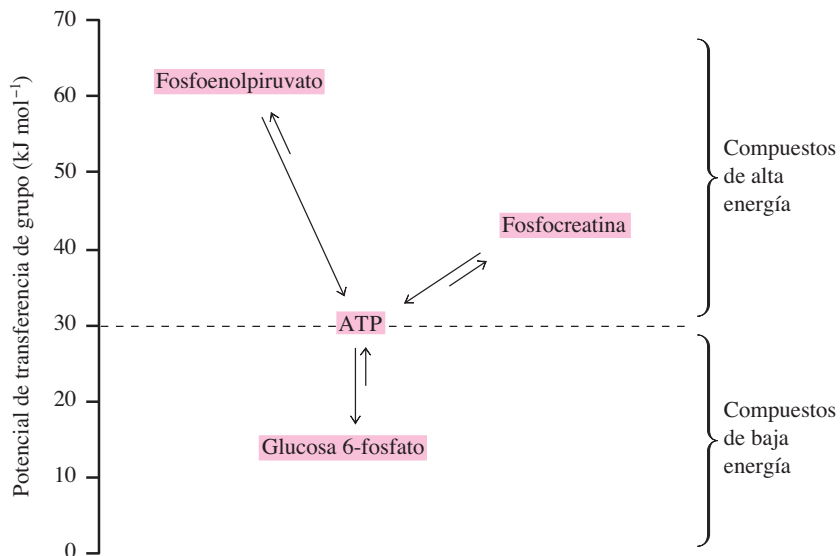 Potencial de transferencia de grupo (kJ mol⁻¹)
70
60
50
40
30
20
10
0
Fosfoenolpiruvato
Fosfocreatina
ATP
Glucosa 6-fosfato
Compuestos
de alta
energía
Compuestos
de baja
energía